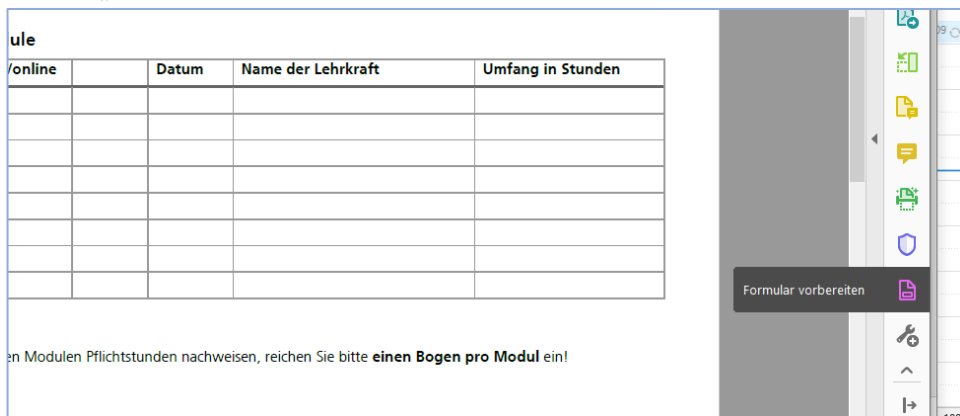 ule
/online Datum Name der Lehrkraft Umfang in Stunden
Formular vorbereiten
en Modulen Pflichtstunden nachweisen, reichen Sie bitte einen Bogen pro Modul ein!